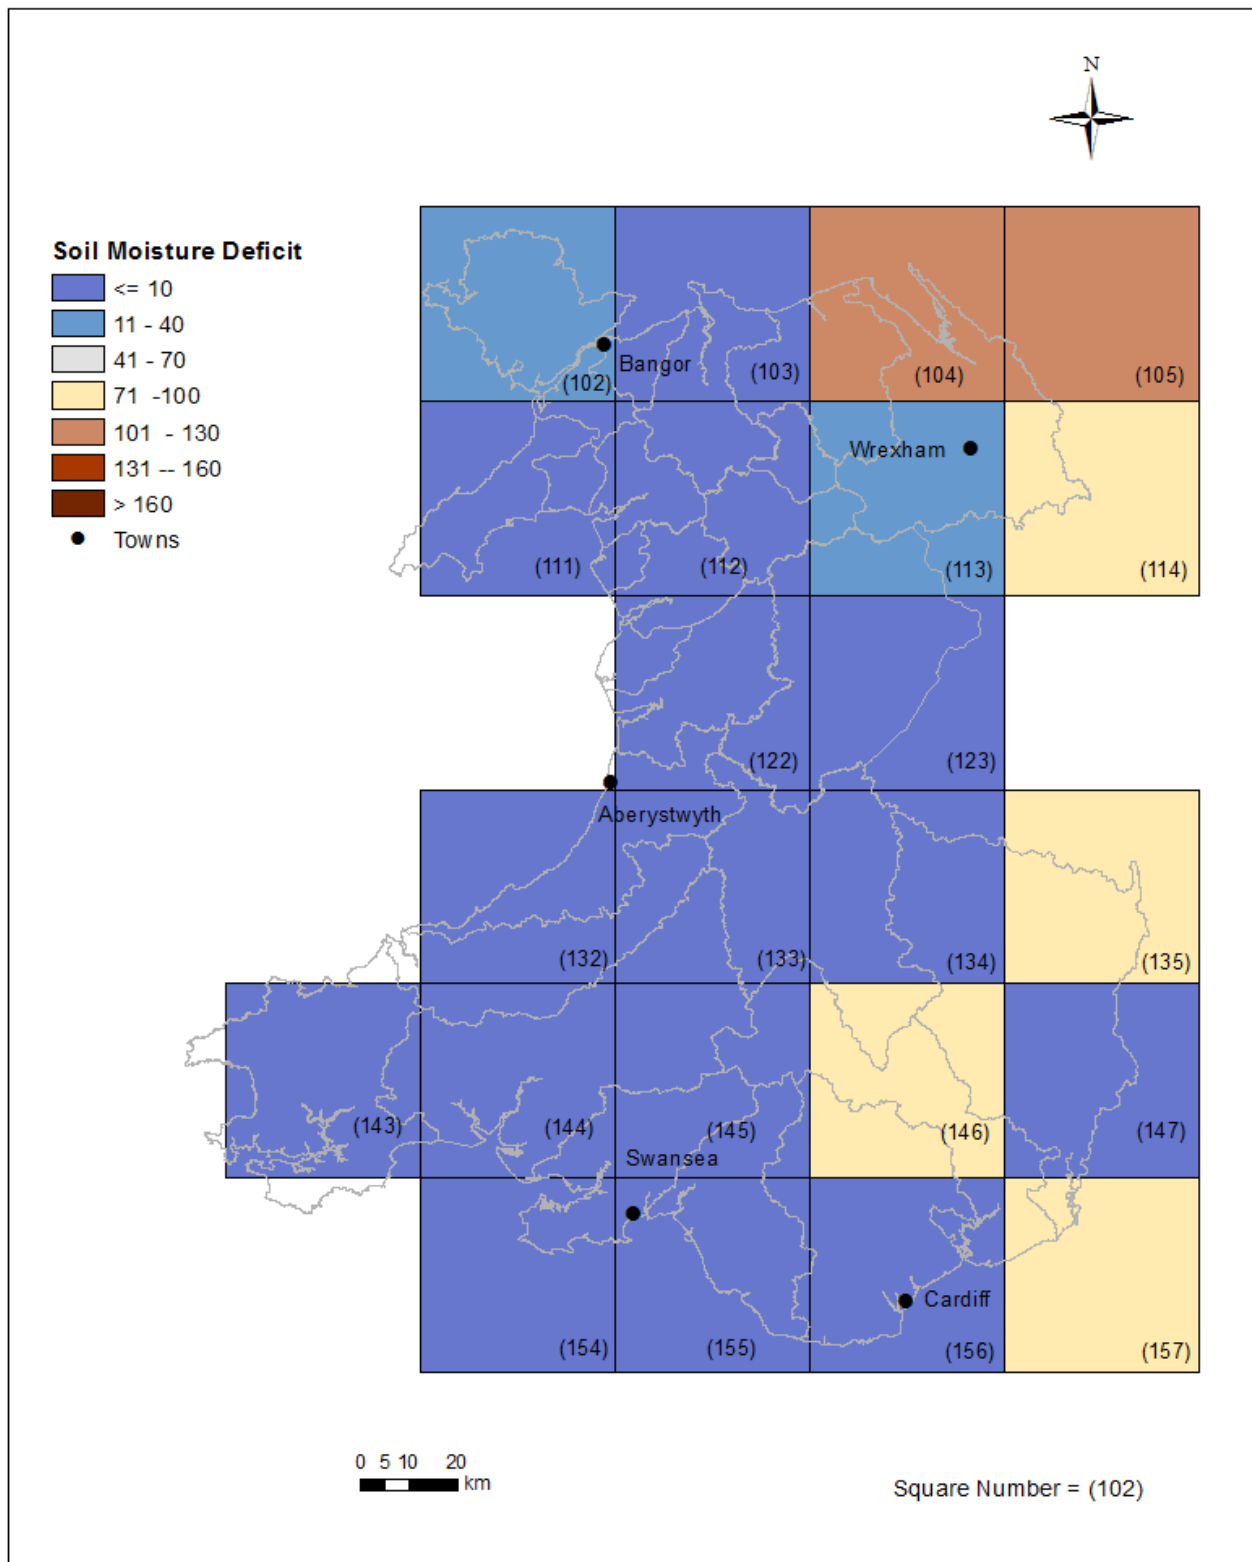 N
Soil Moisture Deficit
<= 10
11 - 40
41 - 70
71 -100
101 - 130
131 -- 160
> 160
Towns
Bangor
(102)
(103)
(104)
(105)
Wrexham
(111)
(112)
(113)
(114)
(122)
(123)
Aberystwyth
(132)
(133)
(134)
(135)
(143)
(144)
(145)
(146)
(147)
Swansea
Cardiff
(154)
(155)
(156)
(157)
0 5 10 20
km
Square Number = (102)